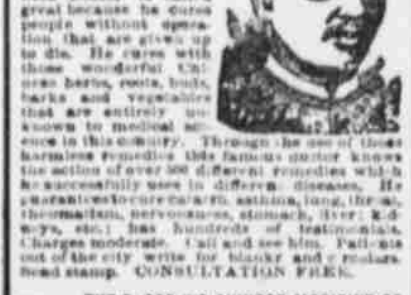 great because he cures
people without opera-
tion that are given up
to die. He cures with
those wonderful Chi-
nese herbs, roots, buds,
barks and vegetables
that are entirely un-
known to medical sci-
ence in this country. Through the use of those
harmless remedies this famous doctor knows
the action of over 500 different remedies which
he successfully uses in different diseases. He
guarantees to cure catarrh, asthma, lung, throat,
rheumatism, nervousness, stomach, liver, kid-
neys, etc.; has hundreds of testimonials.
Charges moderate. Call and see him. Patients
out of the city write for blanks and circulars.
Send stamp. CONSULTATION FREE.